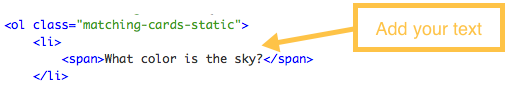 <ol class="matching-cards-static">
<li>
<span>What color is the sky?</span>
</li>
Add your text